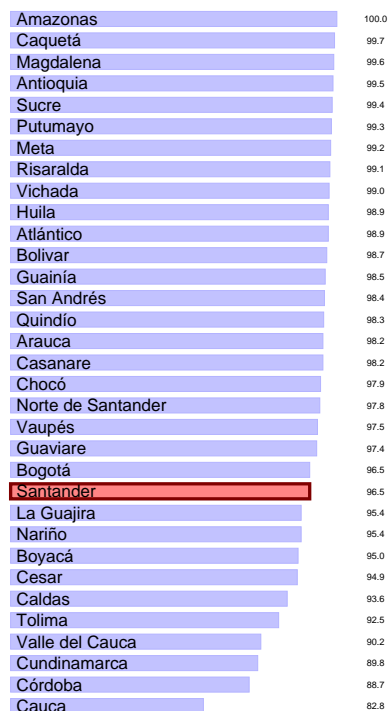 Amazonas 100.0
Caquetá 99.7
Magdalena 99.6
Antioquia 99.5
Sucre 99.4
Putumayo 99.3
Meta 99.2
Risaralda 99.1
Vichada 99.0
Huila 98.9
Atlántico 98.9
Bolivar 98.7
Guainía 98.5
San Andrés 98.4
Quindío 98.3
Arauca 98.2
Casanare 98.2
Chocó 97.9
Norte de Santander 97.8
Vaupés 97.5
Guaviare 97.4
Bogotá 96.5
Santander 96.5
La Guajira 95.4
Nariño 95.4
Boyacá 95.0
Cesar 94.9
Caldas 93.6
Tolima 92.5
Valle del Cauca 90.2
Cundinamarca 89.8
Córdoba 88.7
Cauca 82.8